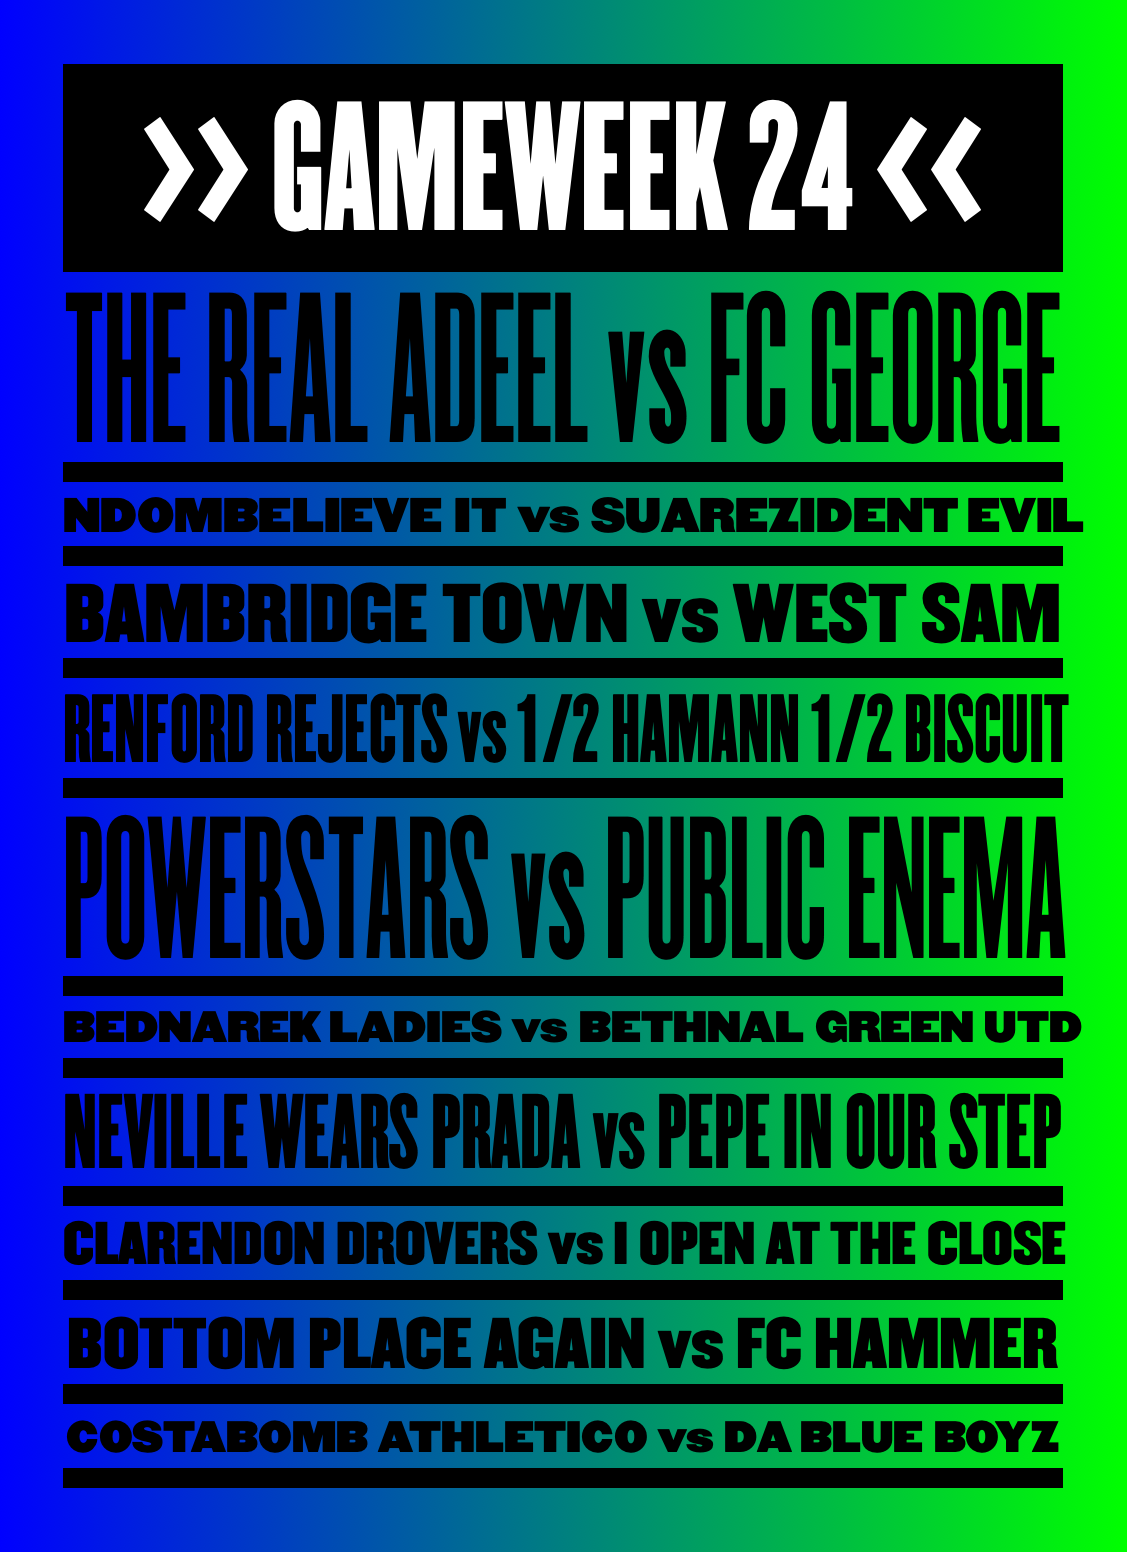 >> GAMEWEEK 24 <<
THE REAL ADEEL vs FC GEORGE
NDOMBELIEVE IT vs SUAREZIDENT EVIL
BAMBRIDGE TOWN vs WEST SAM
RENFORD REJECTS vs 1/2 HAMANN 1/2 BISCUIT
POWERSTARS vs PUBLIC ENEMA
BEDNAREK LADIES vs BETHNAL GREEN UTD
NEVILLE WEARS PRADA vs PEPE IN OUR STEP
CLARENDON DROVERS vs I OPEN AT THE CLOSE
BOTTOM PLACE AGAIN vs FC HAMMER
COSTABOMB ATHLETICO vs DA BLUE BOYZ